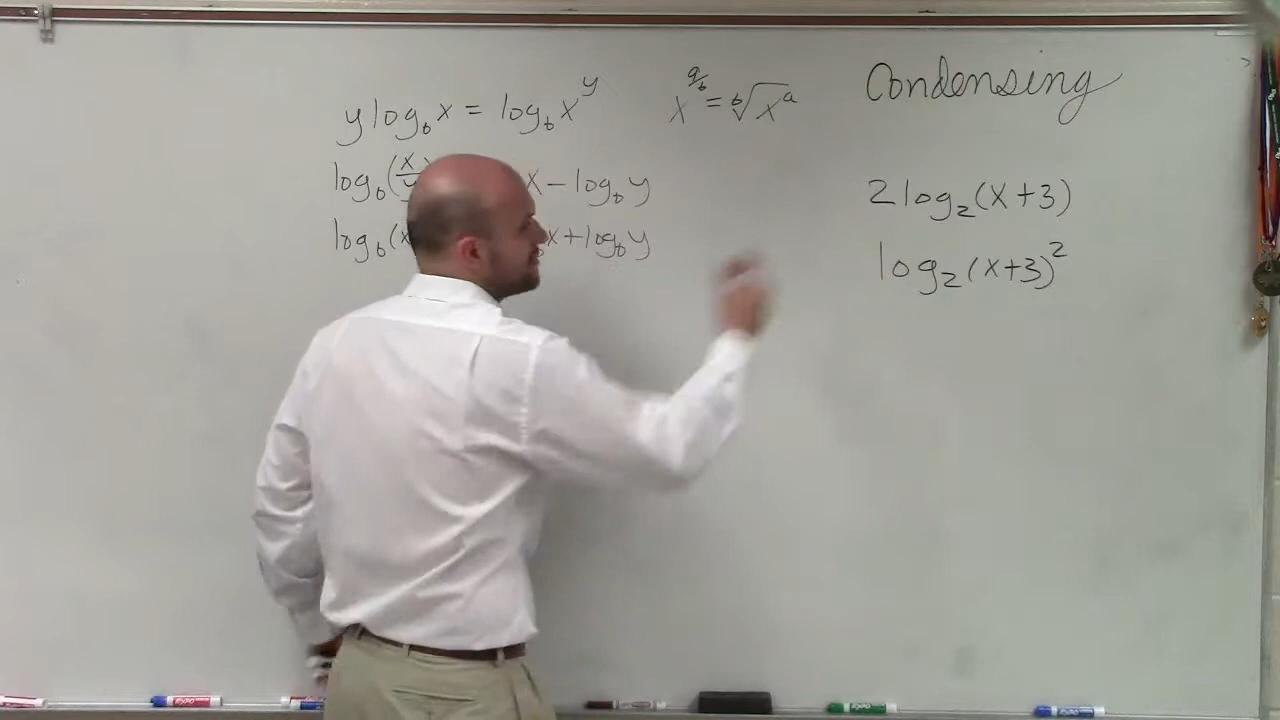 y log_b x = log_b x^y
x^(a/b) = ᵇ√x^a
Condensing
log_b(x/y) x − log_b y
log_b(x x + log_b y
2 log_2 (x + 3)
log_2 (x+3)^2